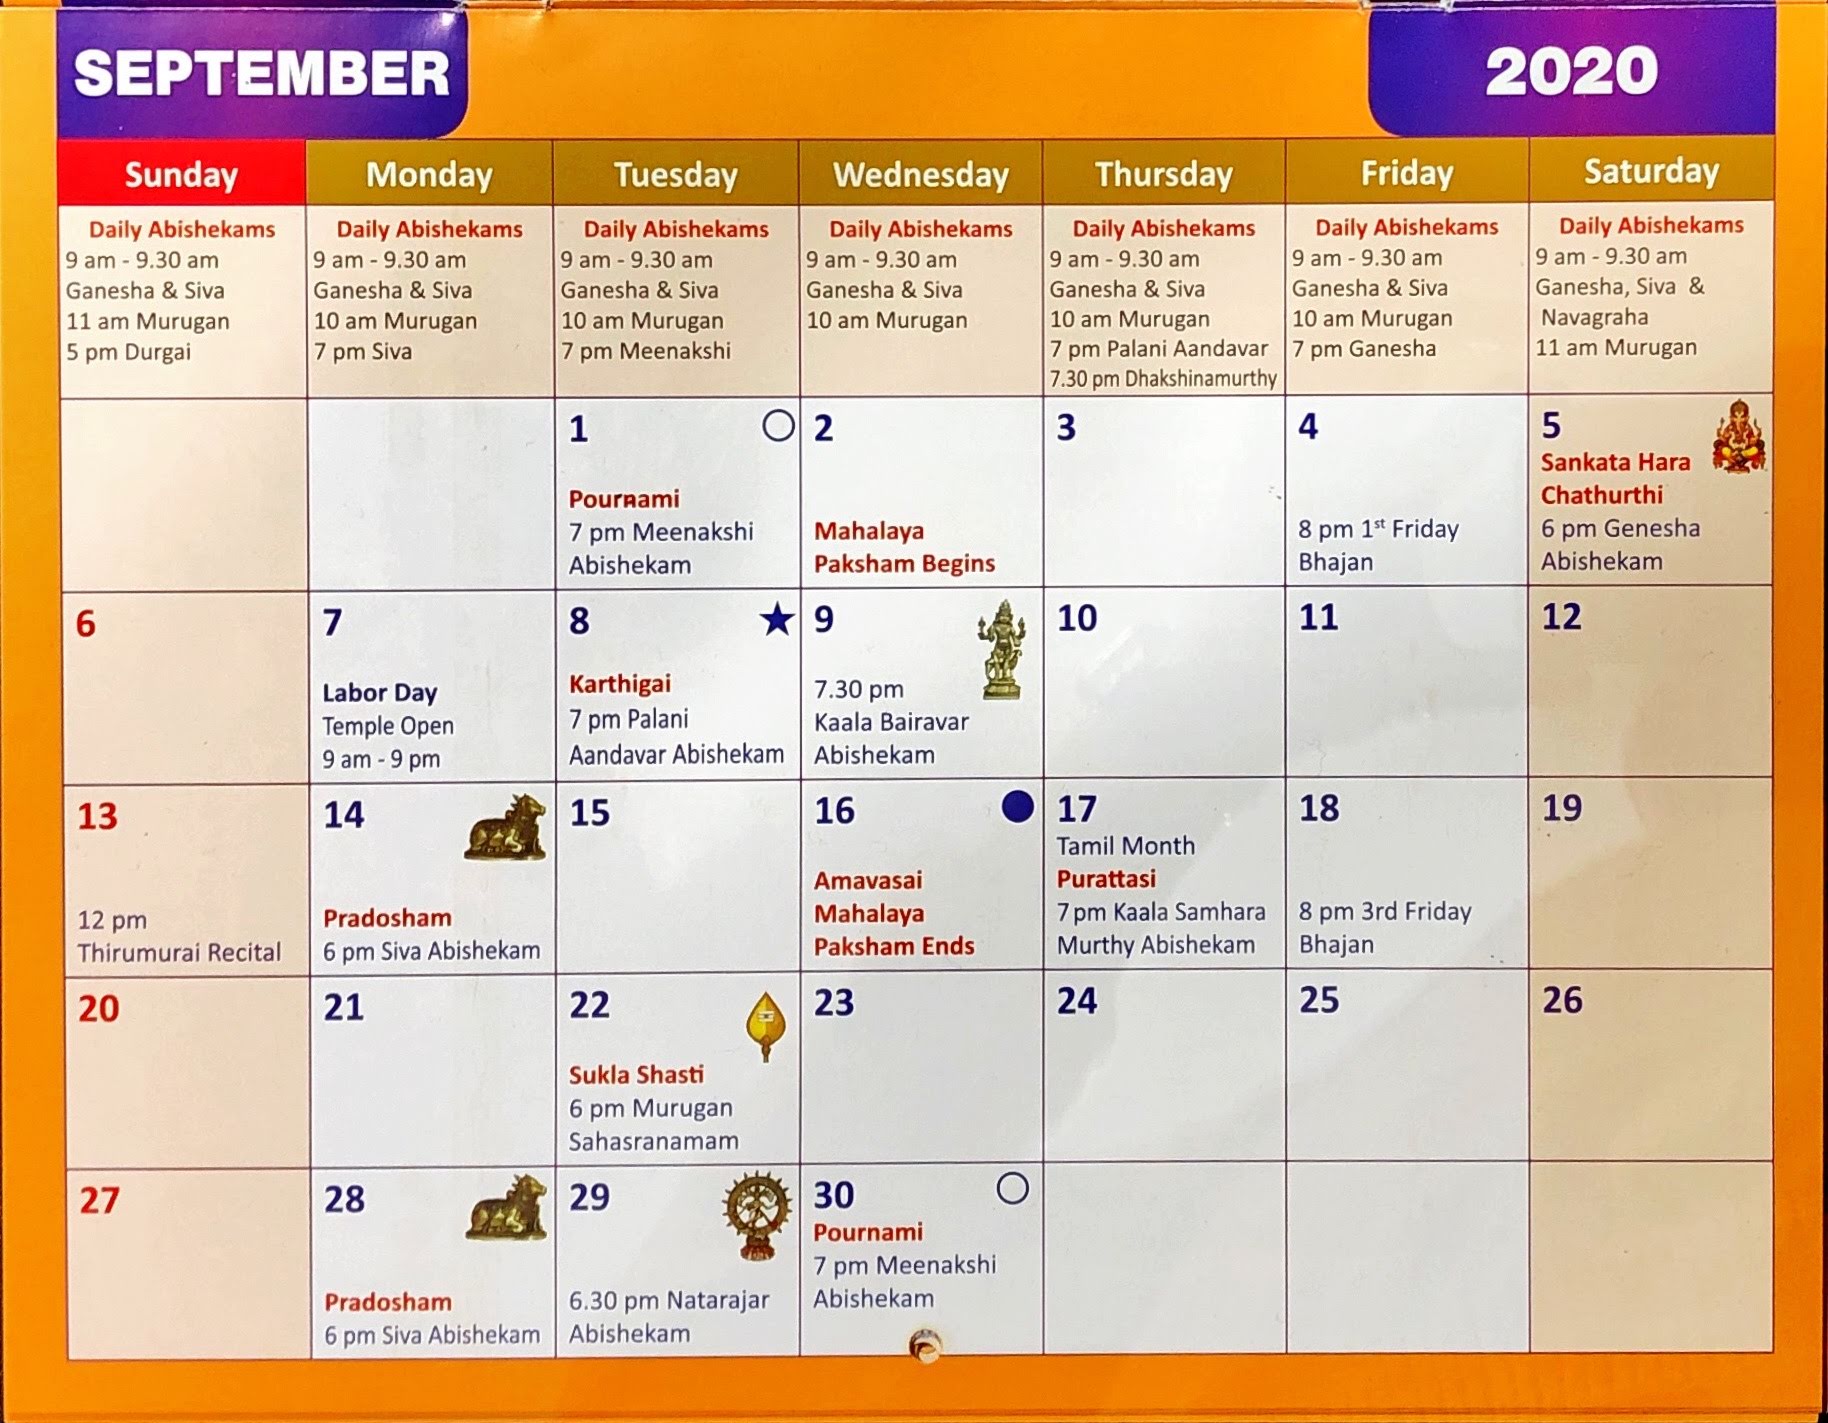 SEPTEMBER
2020
Sunday
Monday
Tuesday
Wednesday
Thursday
Friday
Saturday
Daily Abishekams
9 am - 9.30 am
Ganesha & Siva
11 am Murugan
5 pm Durgai
Daily Abishekams
9 am - 9.30 am
Ganesha & Siva
10 am Murugan
7 pm Siva
Daily Abishekams
9 am - 9.30 am
Ganesha & Siva
10 am Murugan
7 pm Meenakshi
Daily Abishekams
9 am - 9.30 am
Ganesha & Siva
10 am Murugan
Daily Abishekams
9 am - 9.30 am
Ganesha & Siva
10 am Murugan
7 pm Palani Aandavar
7.30 pm Dhakshinamurthy
Daily Abishekams
9 am - 9.30 am
Ganesha & Siva
10 am Murugan
7 pm Ganesha
Daily Abishekams
9 am - 9.30 am
Ganesha, Siva &
Navagraha
11 am Murugan
1
Pournami
7 pm Meenakshi
Abishekam
2
Mahalaya
Paksham Begins
3
4
8 pm 1st Friday
Bhajan
5
Sankata Hara
Chathurthi
6 pm Genesha
Abishekam
6
7
Labor Day
Temple Open
9 am - 9 pm
8
Karthigai
7 pm Palani
Aandavar Abishekam
9
7.30 pm
Kaala Bairavar
Abishekam
10
11
12
13
12 pm
Thirumurai Recital
14
Pradosham
6 pm Siva Abishekam
15
16
Amavasai
Mahalaya
Paksham Ends
17
Tamil Month
Purattasi
7 pm Kaala Samhara
Murthy Abishekam
18
8 pm 3rd Friday
Bhajan
19
20
21
22
Sukla Shasti
6 pm Murugan
Sahasranamam
23
24
25
26
27
28
Pradosham
6 pm Siva Abishekam
29
6.30 pm Natarajar
Abishekam
30
Pournami
7 pm Meenakshi
Abishekam